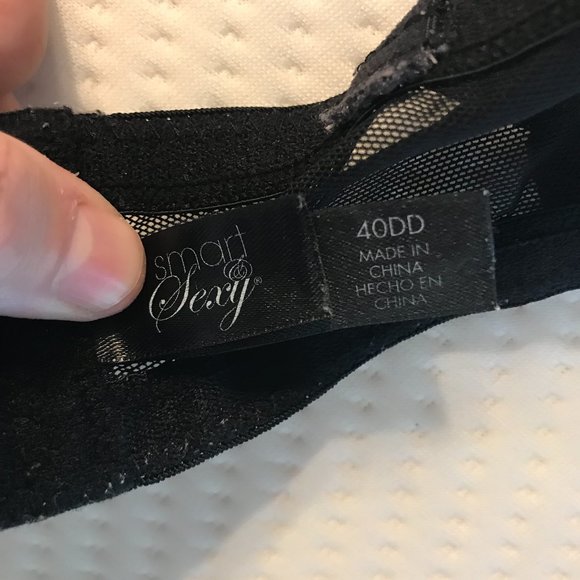 smart
&
Sexy®
40DD
MADE IN
CHINA
HECHO EN
CHINA